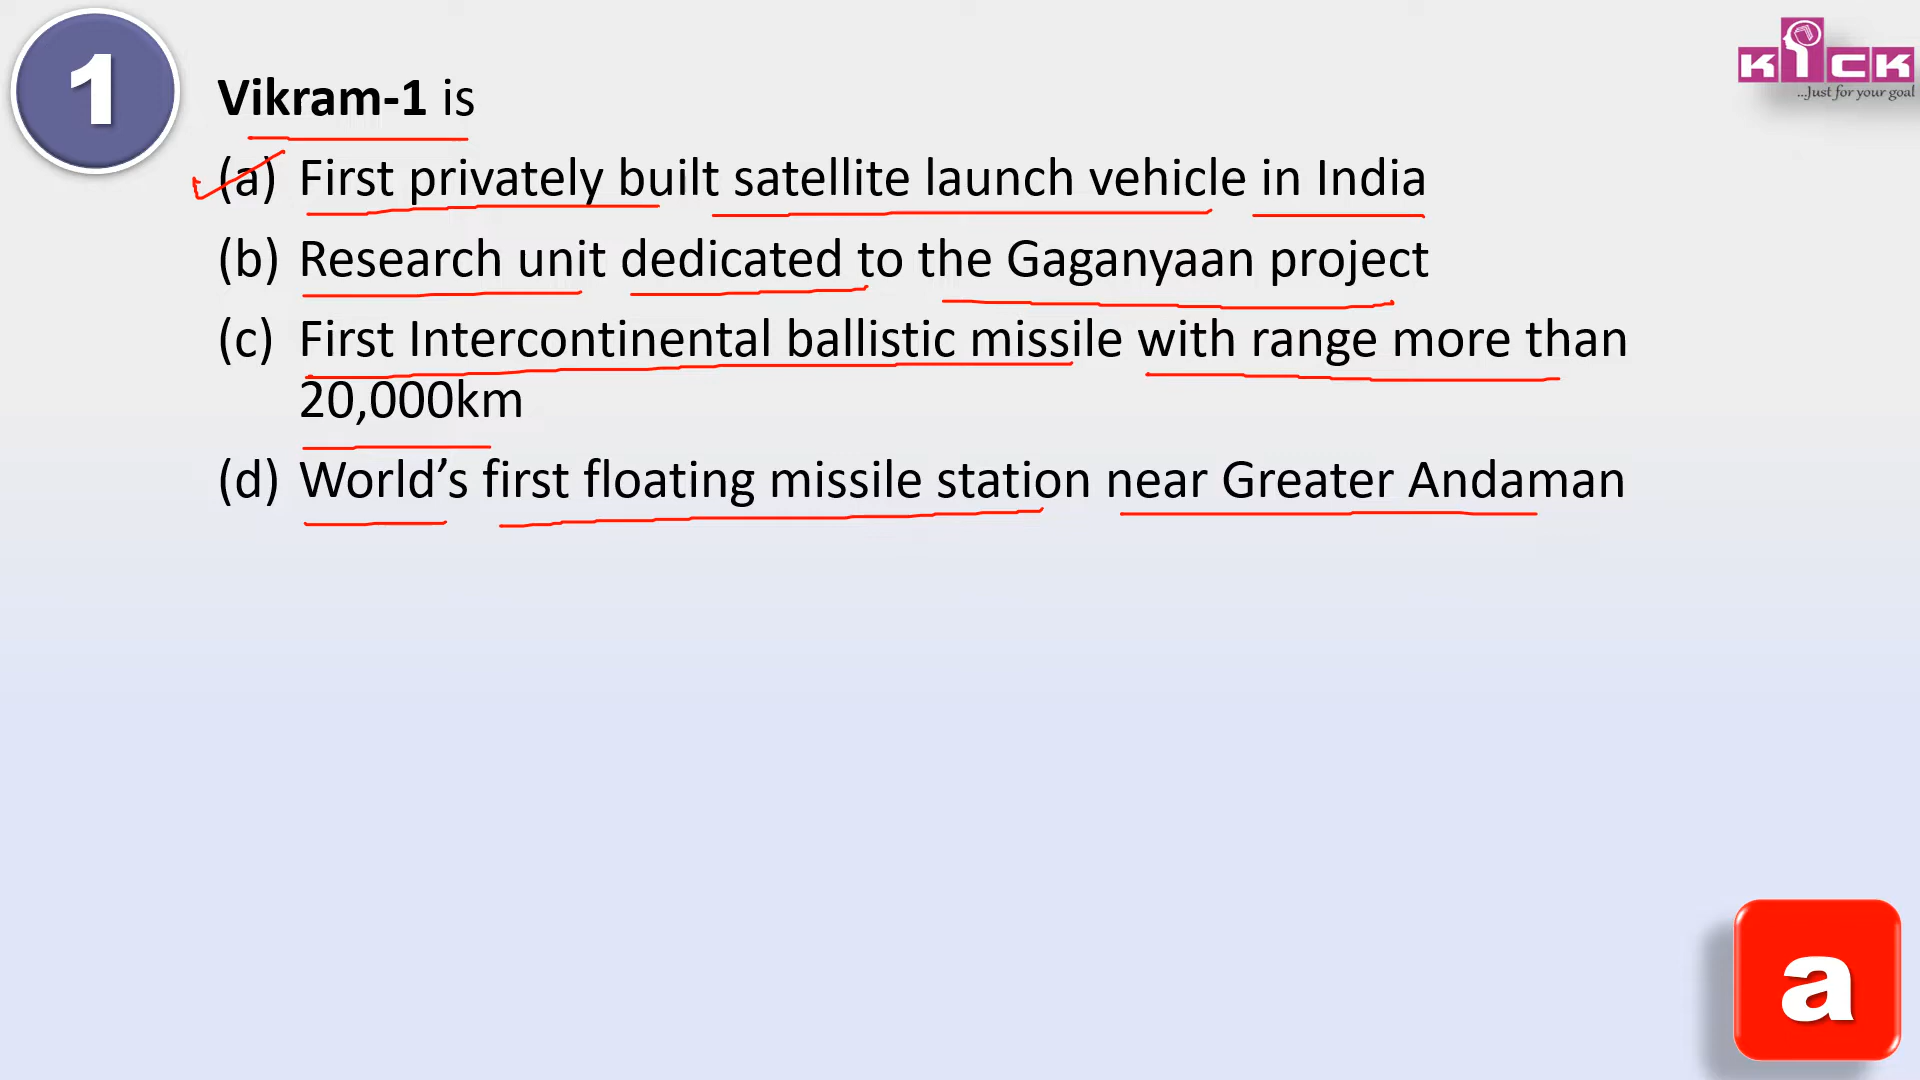 1
KICK
...Just for your goal
Vikram-1 is
(a) First privately built satellite launch vehicle in India
(b) Research unit dedicated to the Gaganyaan project
(c) First Intercontinental ballistic missile with range more than
20,000km
(d) World’s first floating missile station near Greater Andaman
a